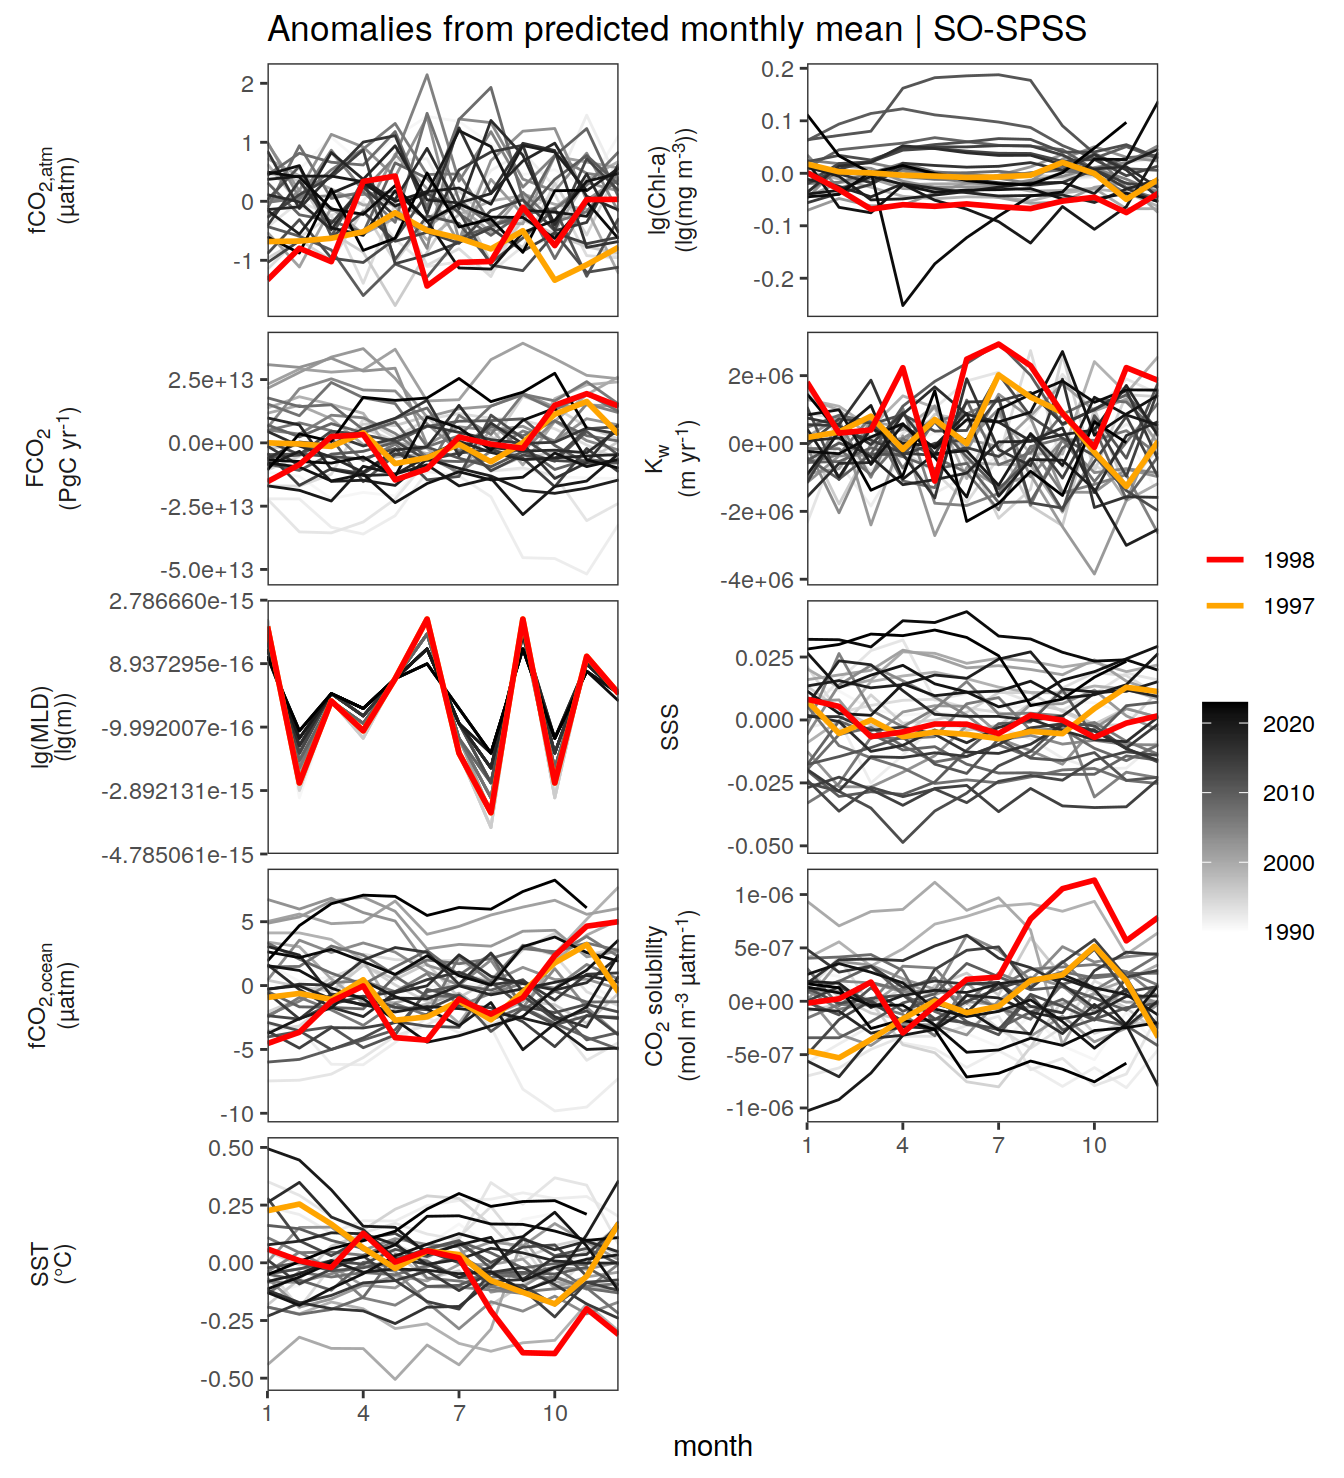 Anomalies from predicted monthly mean | SO-SPSS
fCO2,atm
(µatm)
2
1
0
-1
lg(Chl-a)
(lg(mg m-3))
0.2
0.1
0.0
-0.1
-0.2
FCO2
(PgC yr-1)
2.5e+13
0.0e+00
-2.5e+13
-5.0e+13
Kw
(m yr-1)
2e+06
0e+00
-2e+06
-4e+06
lg(MLD)
(lg(m))
2.786660e-15
8.937295e-16
-9.992007e-16
-2.892131e-15
-4.785061e-15
SSS
0.025
0.000
-0.025
-0.050
fCO2,ocean
(µatm)
5
0
-5
-10
CO2 solubility
(mol m-3 µatm-1)
1e-06
5e-07
0e+00
-5e-07
-1e-06
1 4 7 10
SST
(°C)
0.50
0.25
0.00
-0.25
-0.50
1 4 7 10
month
1998
1997
2020
2010
2000
1990